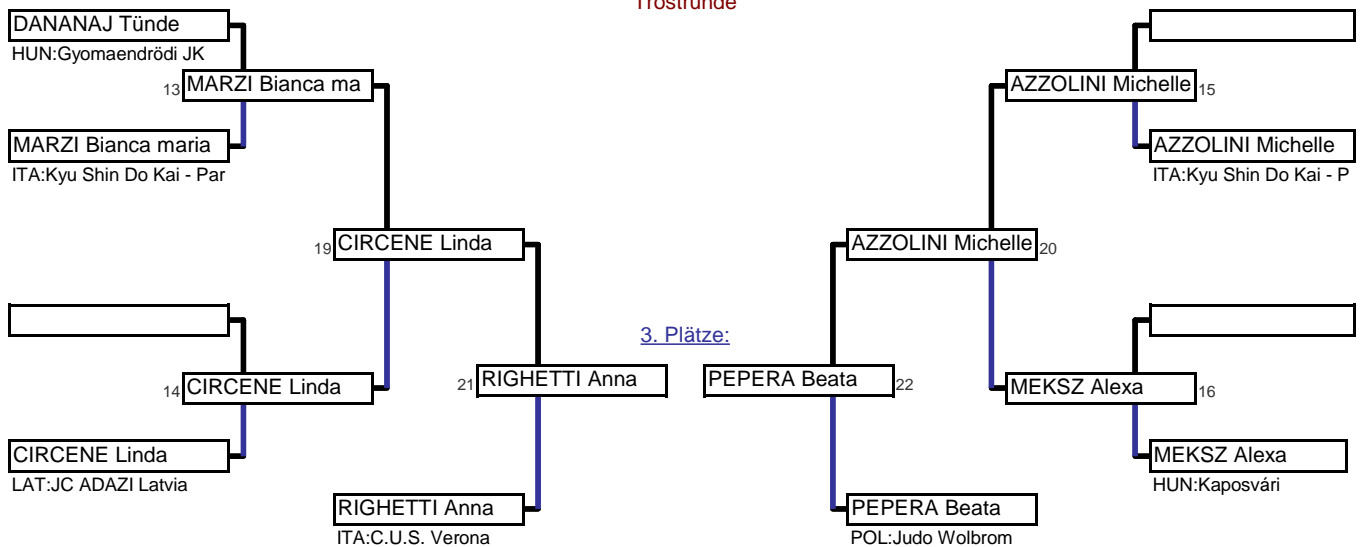 Trostrunde
DANANAJ Tünde
HUN:Gyomaendrödi JK
13 MARZI Bianca ma
AZZOLINI Michelle 15
MARZI Bianca maria
ITA:Kyu Shin Do Kai - Par
AZZOLINI Michelle
ITA:Kyu Shin Do Kai - P
19 CIRCENE Linda
AZZOLINI Michelle 20
3. Plätze:
14 CIRCENE Linda
21 RIGHETTI Anna
PEPERA Beata 22
MEKSZ Alexa 16
CIRCENE Linda
LAT:JC ADAZI Latvia
MEKSZ Alexa
HUN:Kaposvári
RIGHETTI Anna
ITA:C.U.S. Verona
PEPERA Beata
POL:Judo Wolbrom